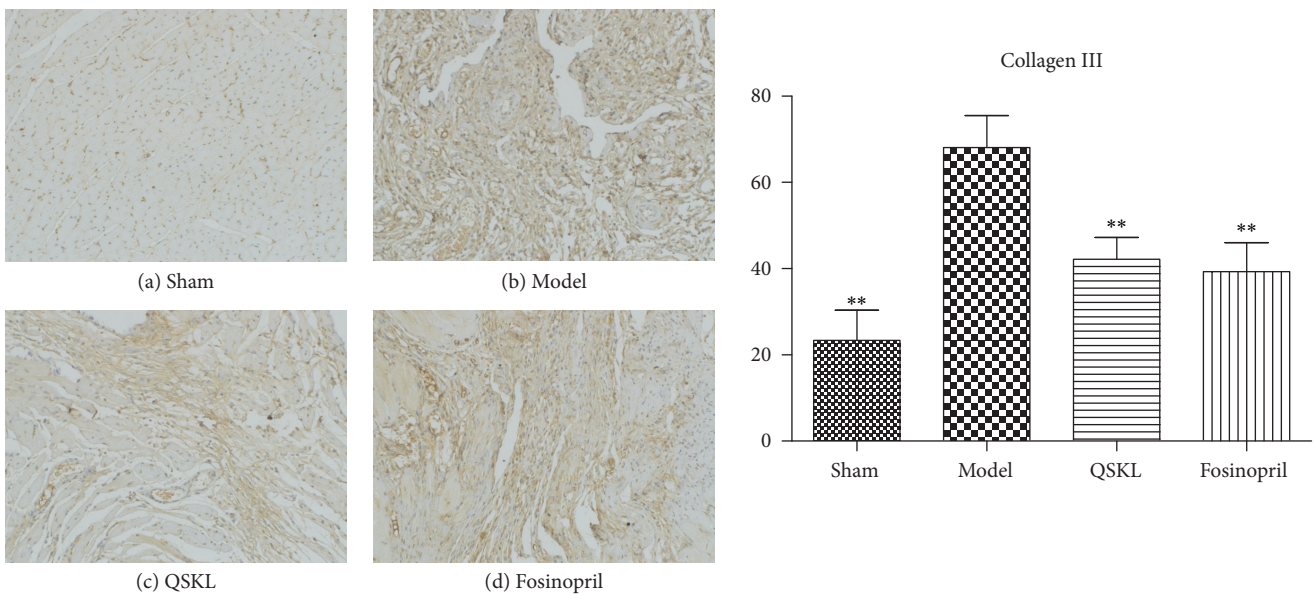 (a) Sham
(b) Model
(c) QSKL
(d) Fosinopril
Collagen III
80
60
40
20
0
**
**
**
Sham
Model
QSKL
Fosinopril